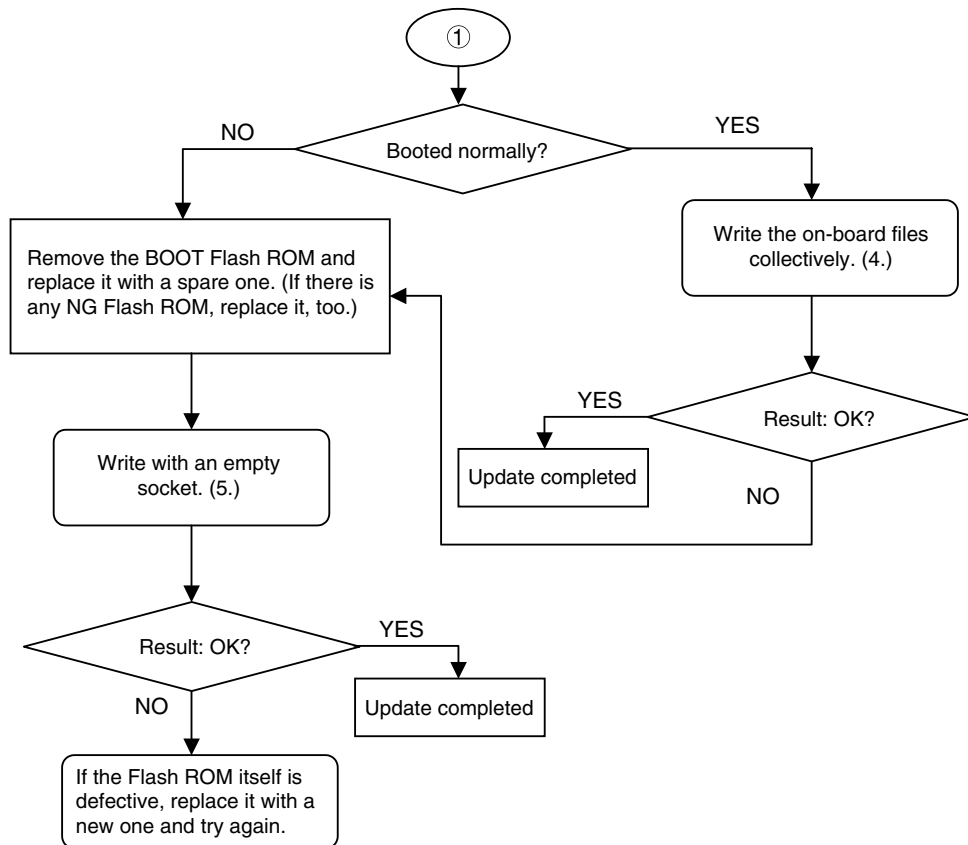 ①
Booted normally?
NO
YES
Remove the BOOT Flash ROM and
replace it with a spare one. (If there is
any NG Flash ROM, replace it, too.)
Write the on-board files
collectively. (4.)
Result: OK?
YES
Update completed
NO
Write with an empty
socket. (5.)
Result: OK?
YES
Update completed
NO
If the Flash ROM itself is
defective, replace it with a
new one and try again.